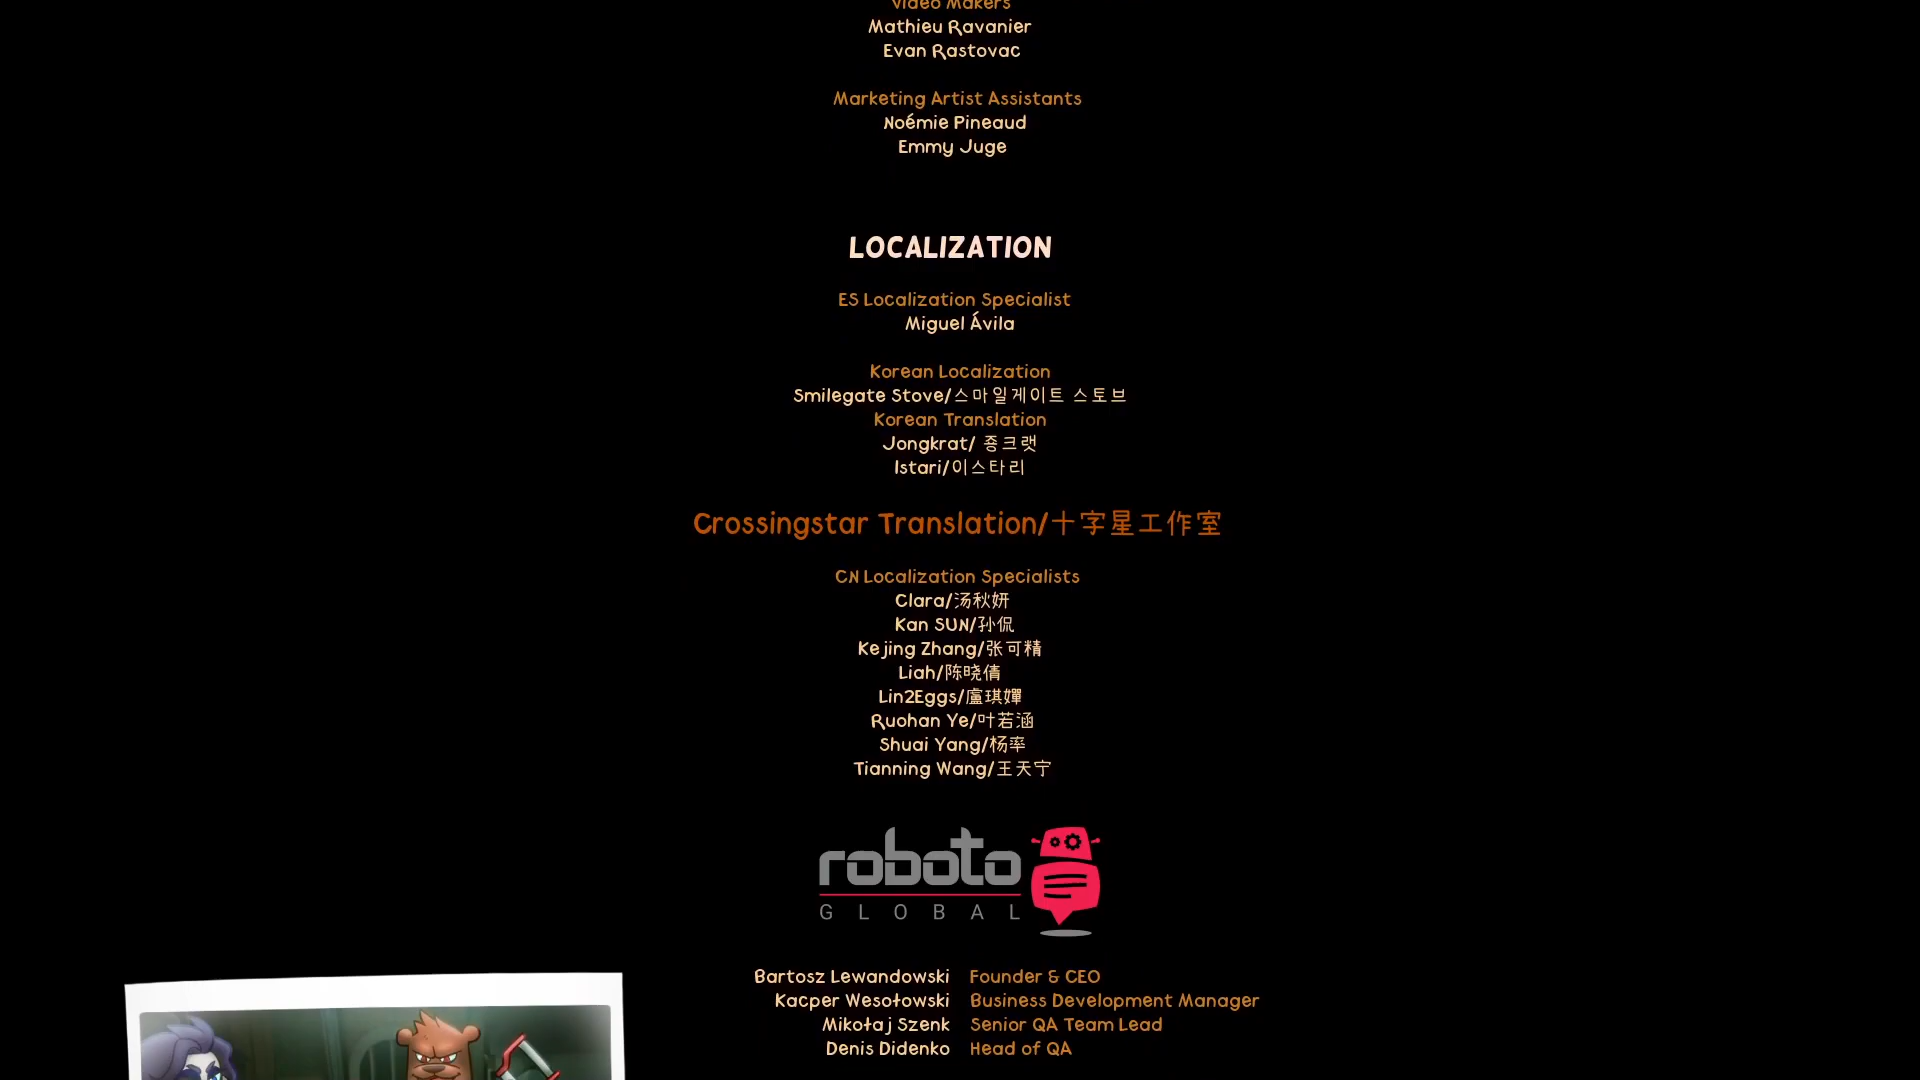 Video Makers
Mathieu Ravanier
Evan Rastovac
Marketing Artist Assistants
Noémie Pineaud
Emmy Juge
LOCALIZATION
ES Localization Specialist
Miguel Ávila
Korean Localization
Smilegate Stove/스마일게이트 스토브
Korean Translation
Jongkrat/ 죵크랫
Istari/이스타리
Crossingstar Translation/十字星工作室
CN Localization Specialists
Clara/汤秋妍
Kan SUN/孙侃
Kejing Zhang/张可精
Liah/陈晓倩
Lin2Eggs/盧琪嬋
Ruohan Ye/叶若涵
Shuai Yang/杨率
Tianning Wang/王天宁
roboto
GLOBAL
Bartosz Lewandowski Founder & CEO
Kacper Wesołowski Business Development Manager
Mikołaj Szenk Senior QA Team Lead
Denis Didenko Head of QA